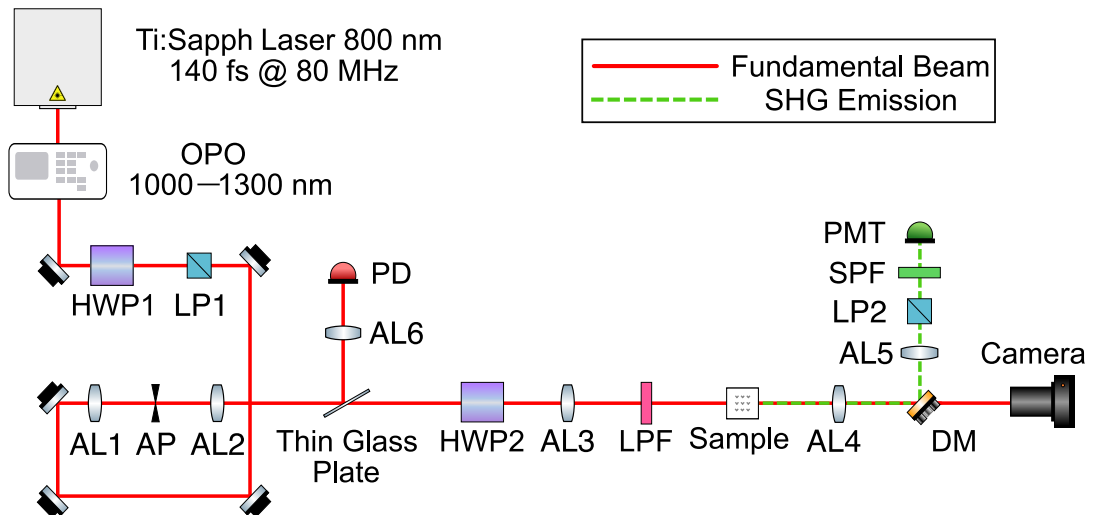 Ti:Sapph Laser 800 nm
140 fs @ 80 MHz
Fundamental Beam
SHG Emission
OPO
1000—1300 nm
HWP1
LP1
PD
AL6
PMT
SPF
LP2
AL5
Camera
AL1
AP
AL2
Thin Glass
Plate
HWP2
AL3
LPF
Sample
AL4
DM